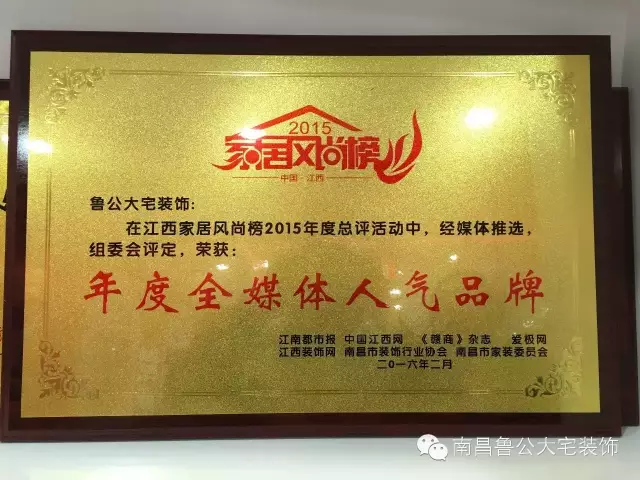 2015
家居风尚榜
中国·江西
鲁公大宅装饰：
在江西家居风尚榜2015年度总评活动中，经媒体推选，
组委会评定，荣获：
年度全媒体人气品牌
江南都市报 中国江西网 《赣商》杂志 爱极网
江西装饰网 南昌市装饰行业协会 南昌市家装委员会
二〇一六年二月
南昌鲁公大宅装饰